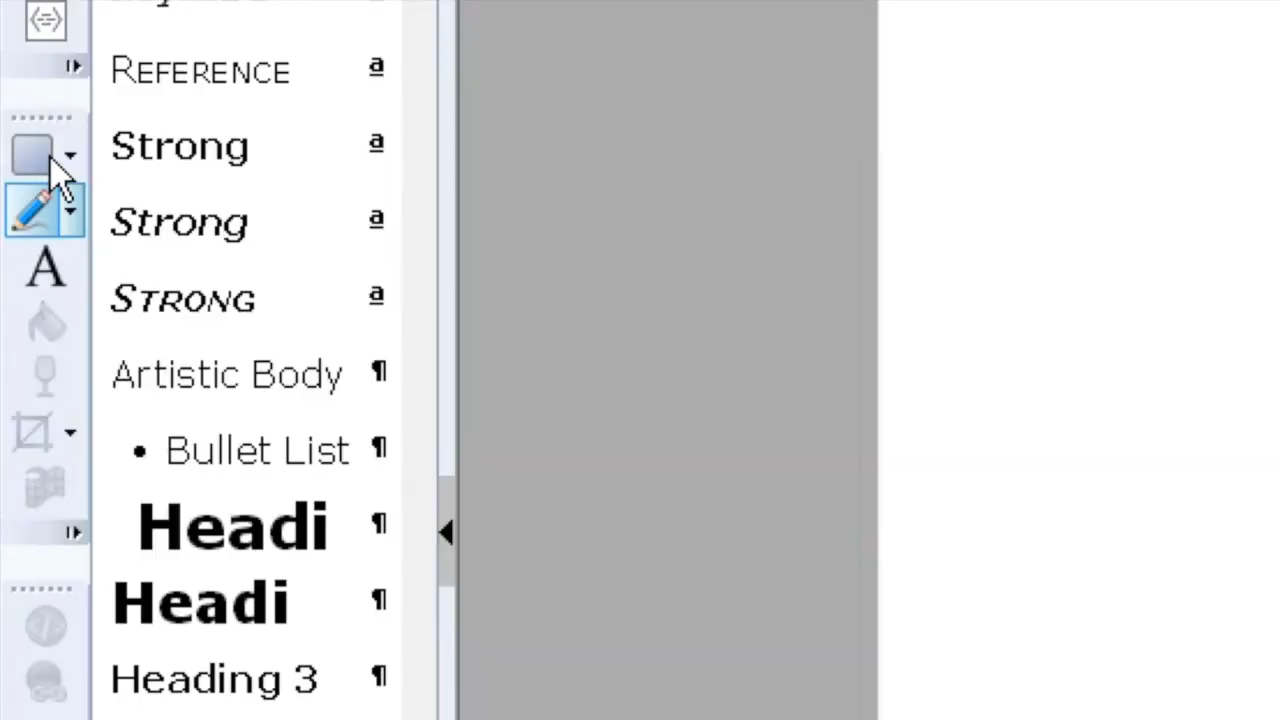 REFERENCE a
Strong a
Strong a
STRONG a
A
Artistic Body ¶
• Bullet List ¶
Headi ¶
Headi ¶
Heading 3 ¶